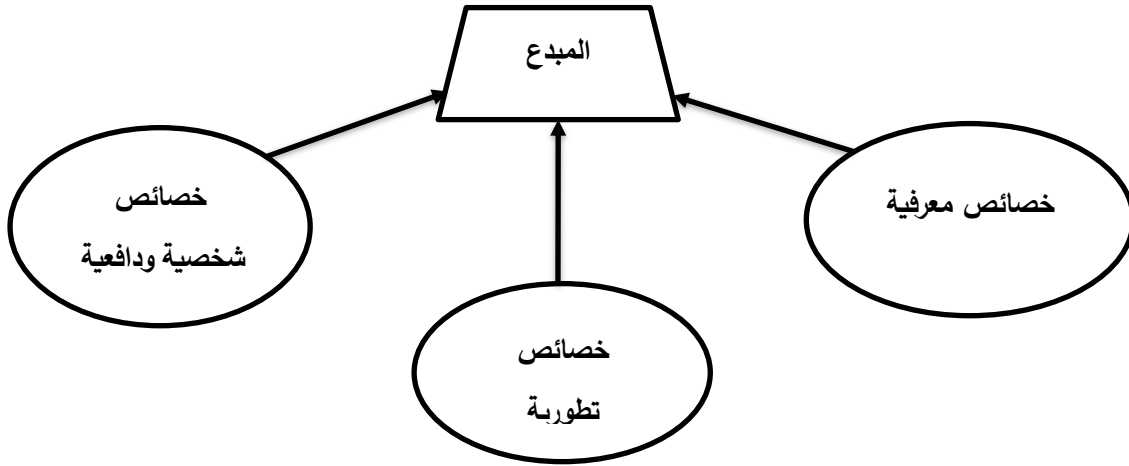 المبدع
خصائص معرفية
خصائص
شخصية ودافعية
خصائص
تطورية